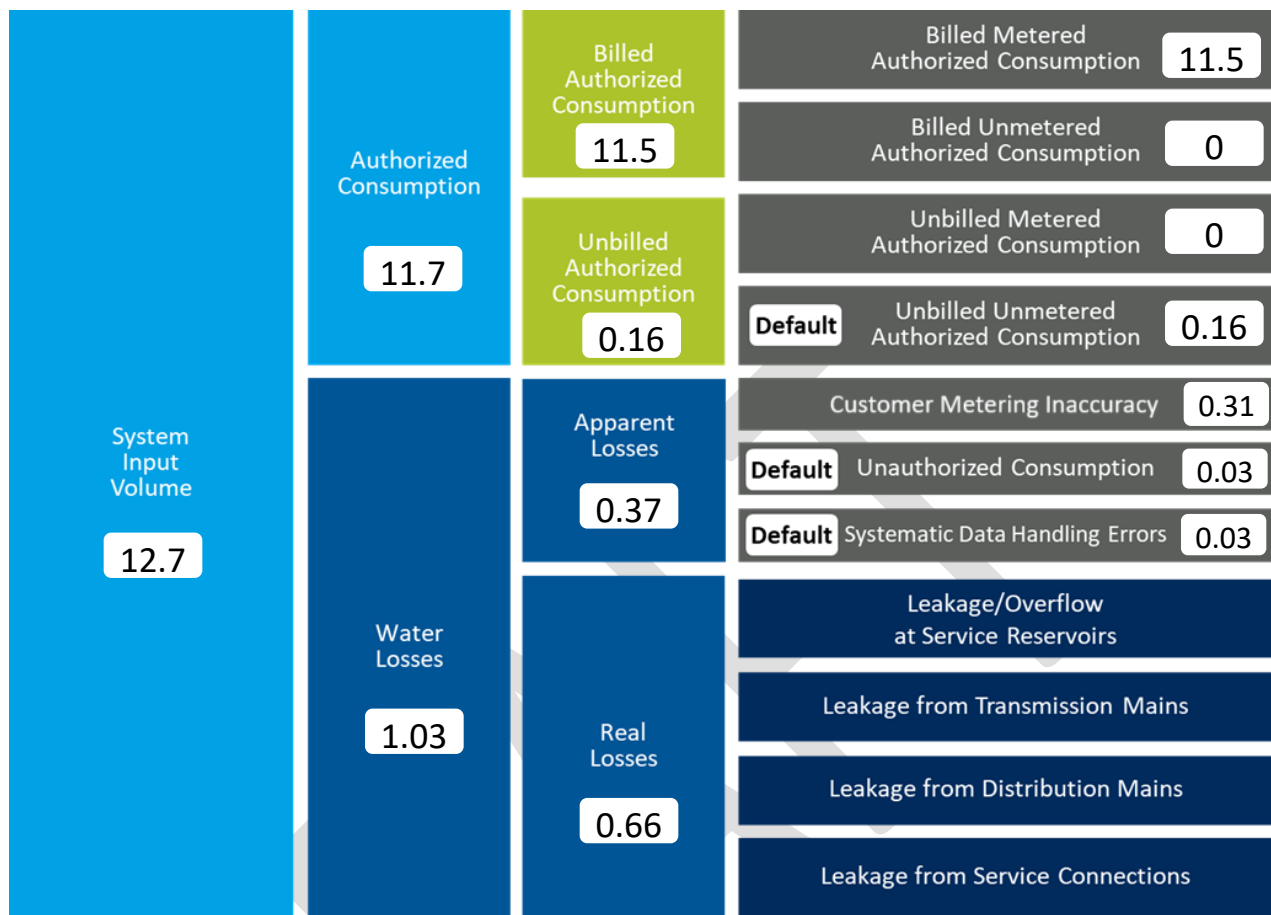 System
Input
Volume
12.7
Authorized
Consumption
11.7
Water
Losses
1.03
Billed
Authorized
Consumption
11.5
Unbilled
Authorized
Consumption
0.16
Apparent
Losses
0.37
Real
Losses
0.66
Billed Metered
Authorized Consumption
11.5
Billed Unmetered
Authorized Consumption
0
Unbilled Metered
Authorized Consumption
0
Default
Unbilled Unmetered
Authorized Consumption
0.16
Customer Metering Inaccuracy
0.31
Default
Unauthorized Consumption
0.03
Default
Systematic Data Handling Errors
0.03
Leakage/Overflow
at Service Reservoirs
Leakage from Transmission Mains
Leakage from Distribution Mains
Leakage from Service Connections